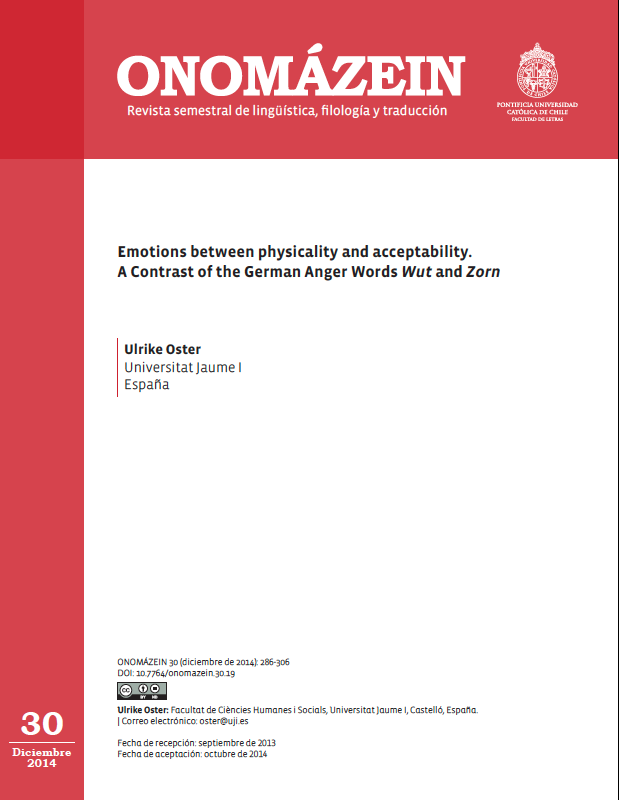 ONOMÁZEIN
Revista semestral de lingüística, filología y traducción
PONTIFICIA UNIVERSIDAD
CATÓLICA DE CHILE
FACULTAD DE LETRAS
Emotions between physicality and acceptability.
A Contrast of the German Anger Words Wut and Zorn
Ulrike Oster
Universitat Jaume I
España
ONOMÁZEIN 30 (diciembre de 2014): 286-306
DOI: 10.7764/onomazein.30.19
cc
BY
Ulrike Oster: Facultat de Ciències Humanes i Socials, Universitat Jaume I, Castelló, España.
| Correo electrónico: oster@uji.es
Fecha de recepción: septiembre de 2013
Fecha de aceptación: octubre de 2014
30
Diciembre
2014